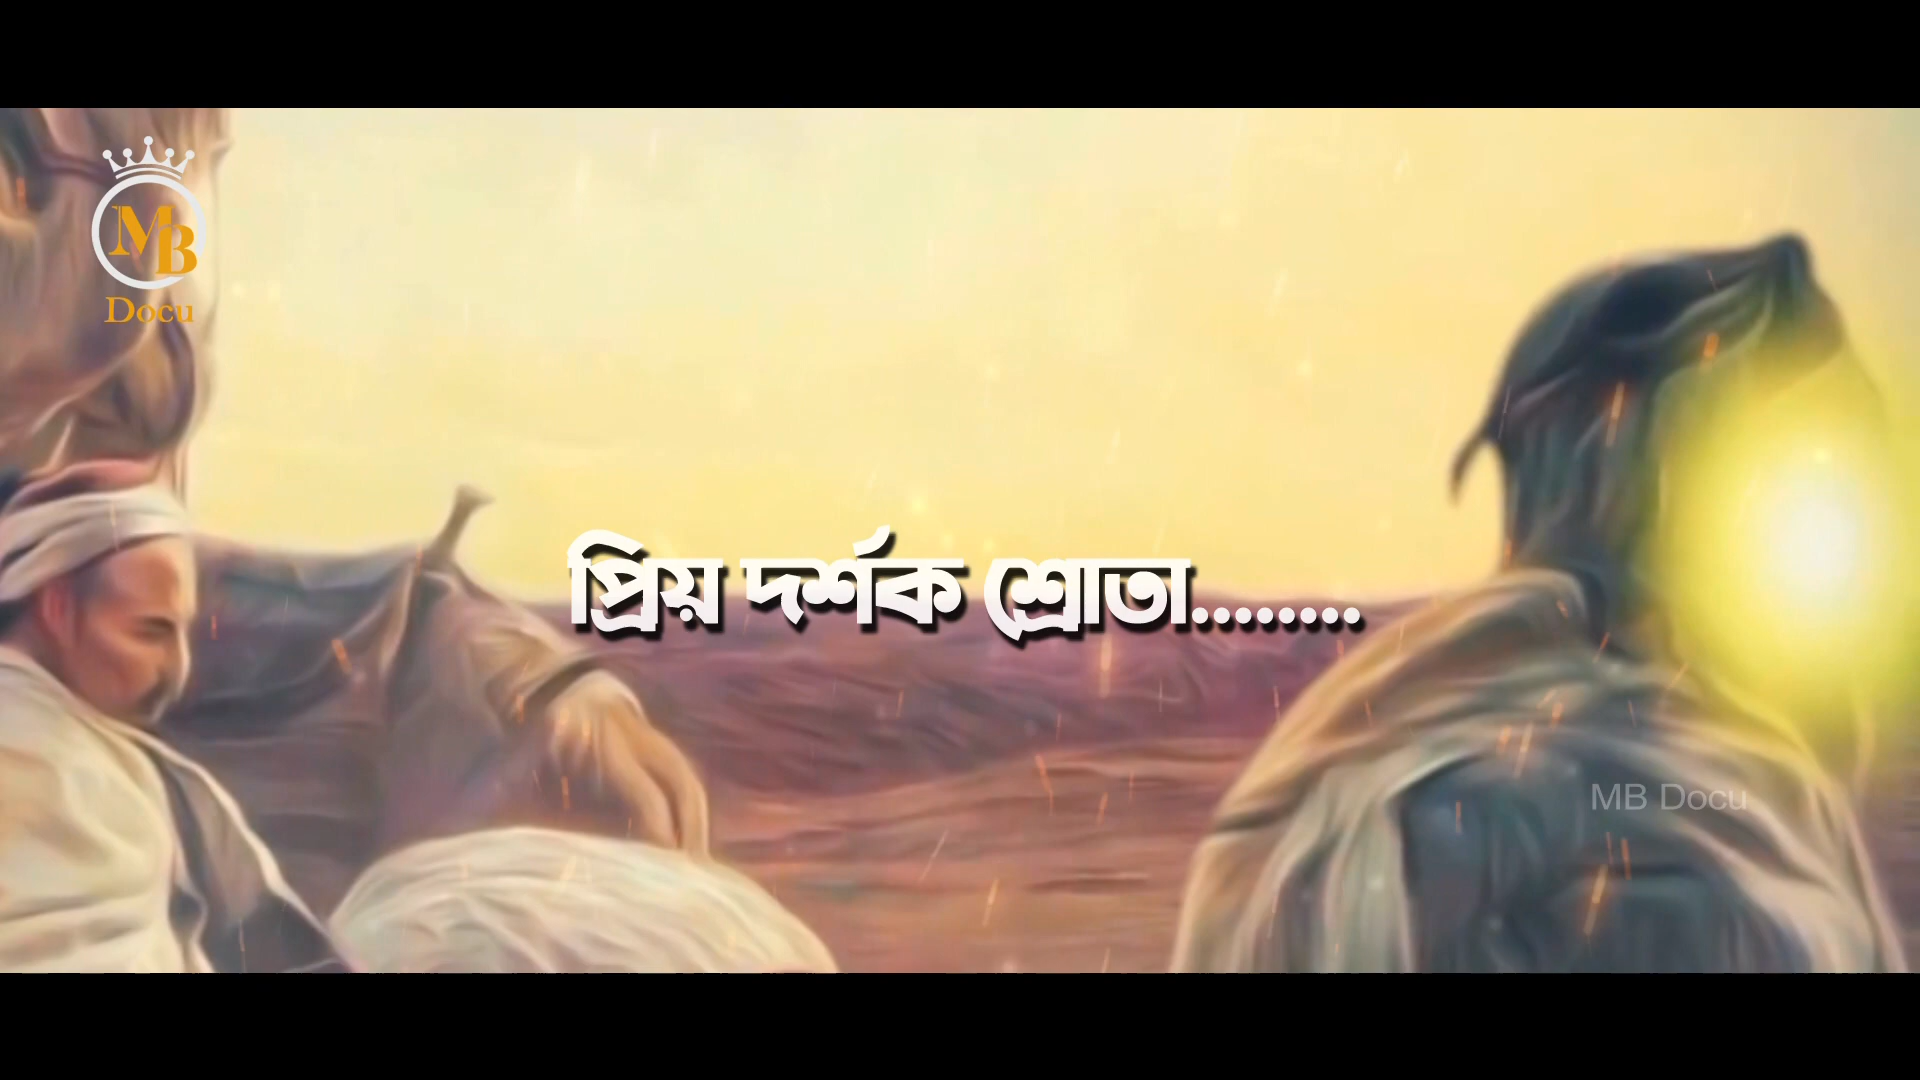 MB
Docu
প্রিয় দর্শক শ্রোতা........
MB Docu